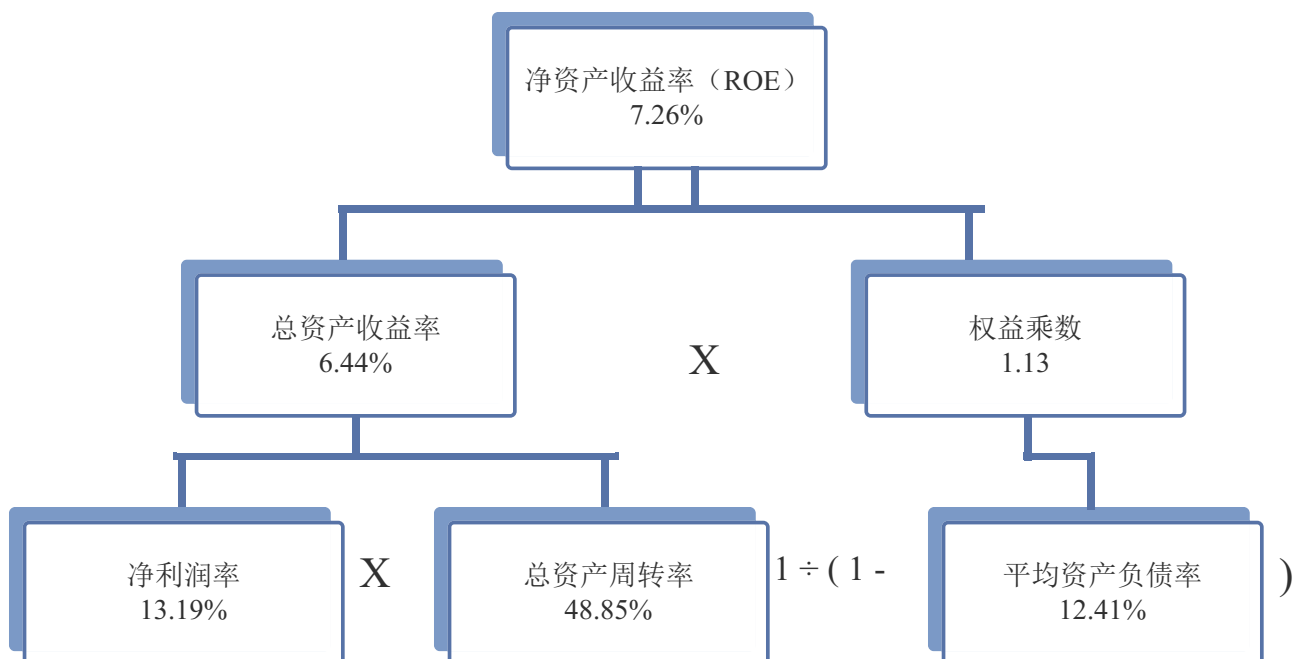 净资产收益率（ROE）
7.26%
总资产收益率
6.44%
X
权益乘数
1.13
净利润率
13.19%
X
总资产周转率
48.85%
1 ÷ ( 1 -
平均资产负债率
12.41%
)